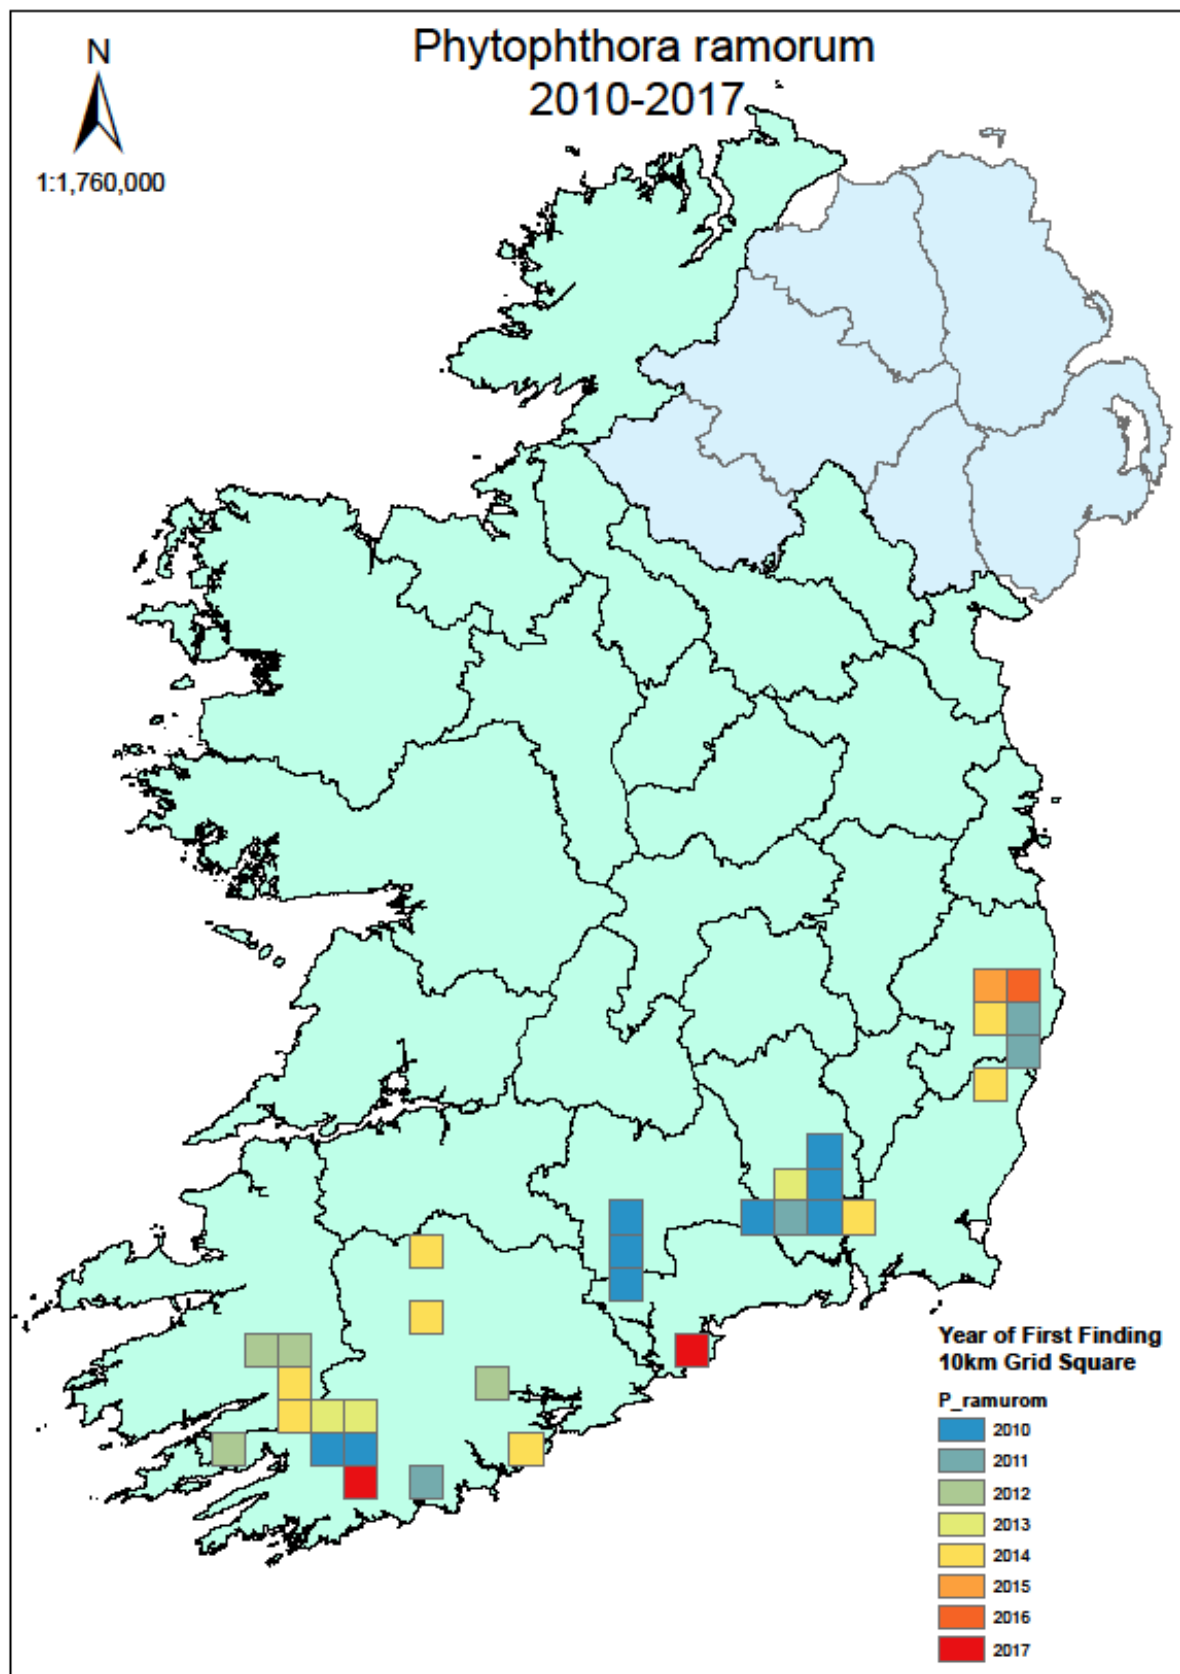 Phytophthora ramorum
2010-2017
N
1:1,760,000
Year of First Finding
10km Grid Square
P_ramurom
2010
2011
2012
2013
2014
2015
2016
2017